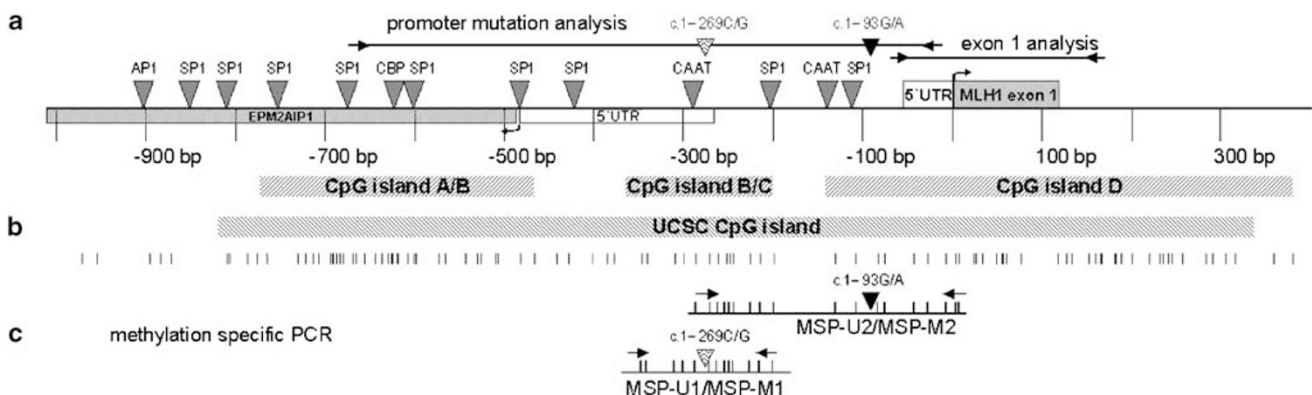 a
promoter mutation analysis
c.1–269C/G
c.1–93G/A
exon 1 analysis
AP1 SP1 SP1 SP1 SP1 CBP SP1 SP1 SP1 CAAT SP1 CAAT SP1
5`UTR MLH1 exon 1
EPM2AIP1 5`UTR
-900 bp -700 bp -500 bp -300 bp -100 bp 100 bp 300 bp
CpG island A/B CpG island B/C CpG island D
b
UCSC CpG island
c.1–93G/A
MSP-U2/MSP-M2
c
methylation specific PCR
c.1–269C/G
MSP-U1/MSP-M1